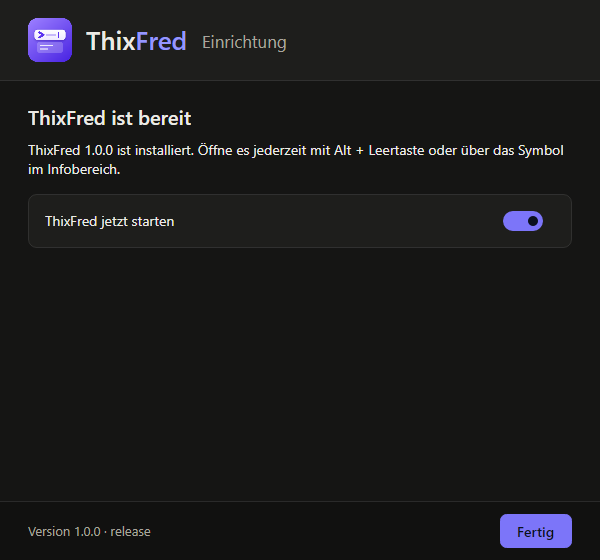 ThixFred Einrichtung
ThixFred ist bereit
ThixFred 1.0.0 ist installiert. Öffne es jederzeit mit Alt + Leertaste oder über das Symbol
im Infobereich.
ThixFred jetzt starten
Version 1.0.0 · release
Fertig